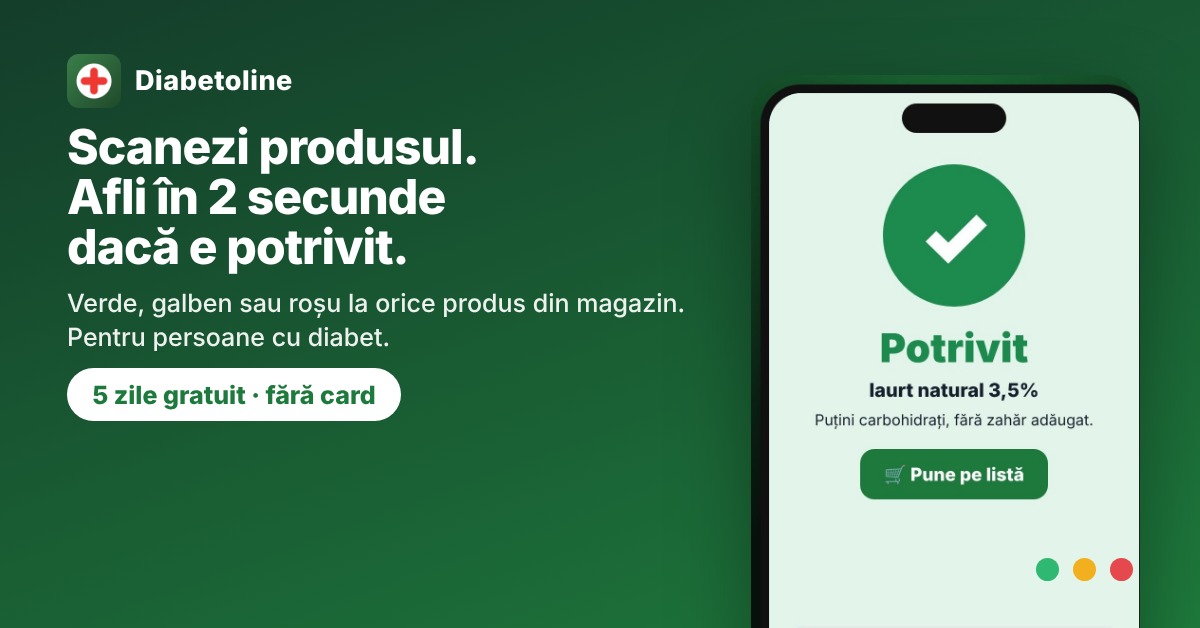 Diabetoline
Scanezi produsul.
Afli în 2 secunde
dacă e potrivit.
Verde, galben sau roșu la orice produs din magazin.
Pentru persoane cu diabet.
5 zile gratuit · fără card
Potrivit
Iaurt natural 3,5%
Puțini carbohidrați, fără zahăr adăugat.
🛒 Pune pe listă